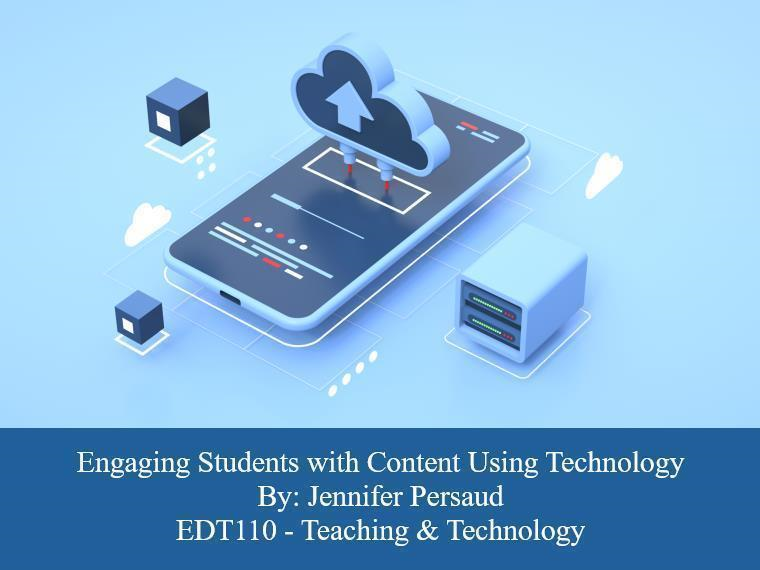 Engaging Students with Content Using Technology
By: Jennifer Persaud
EDT110 - Teaching & Technology